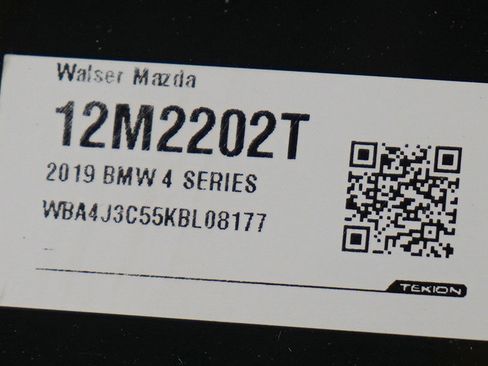 Walser Mazda
12M2202T
2019 BMW 4 SERIES
WBA4J3C55KBL08177
TEKION